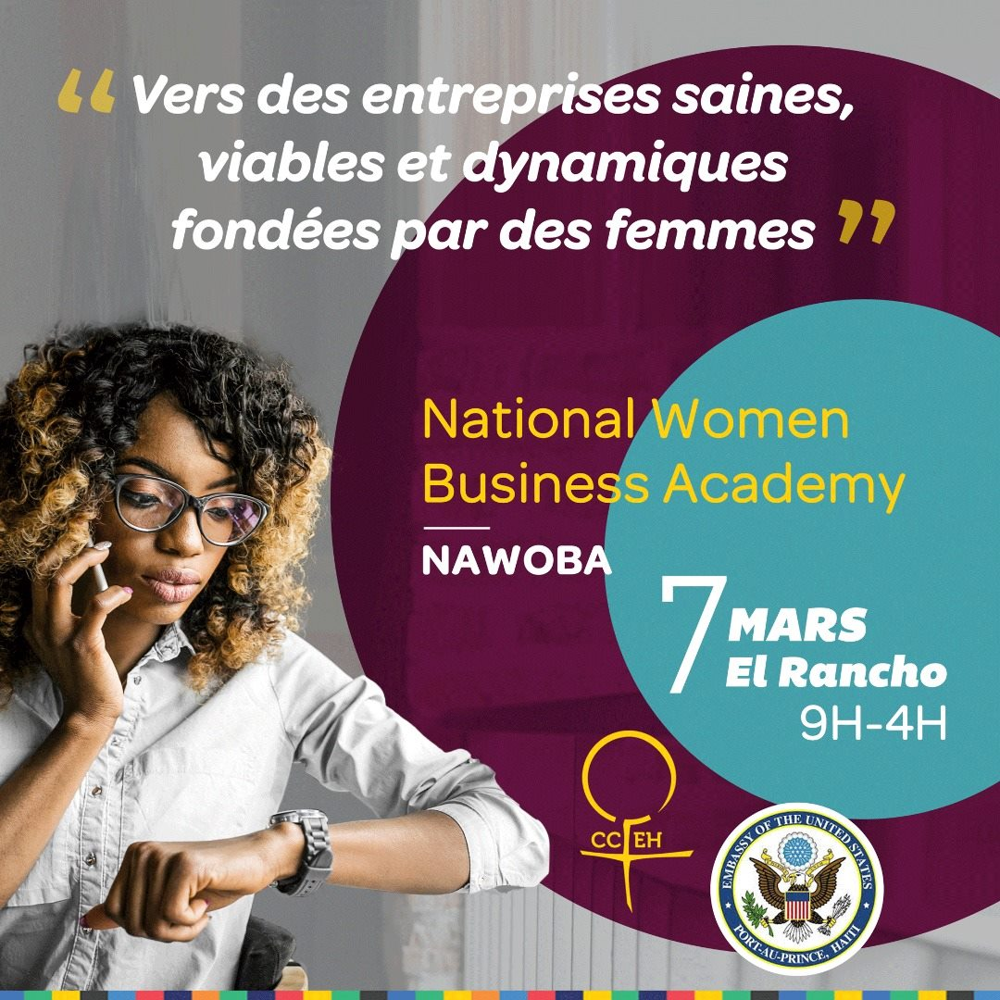 “ Vers des entreprises saines,
viables et dynamiques
fondées par des femmes ”
National Women
Business Academy
NAWOBA
7 MARS
El Rancho
9H-4H
CCFEH
EMBASSY OF THE UNITED STATES
PORT-AU-PRINCE, HAITI